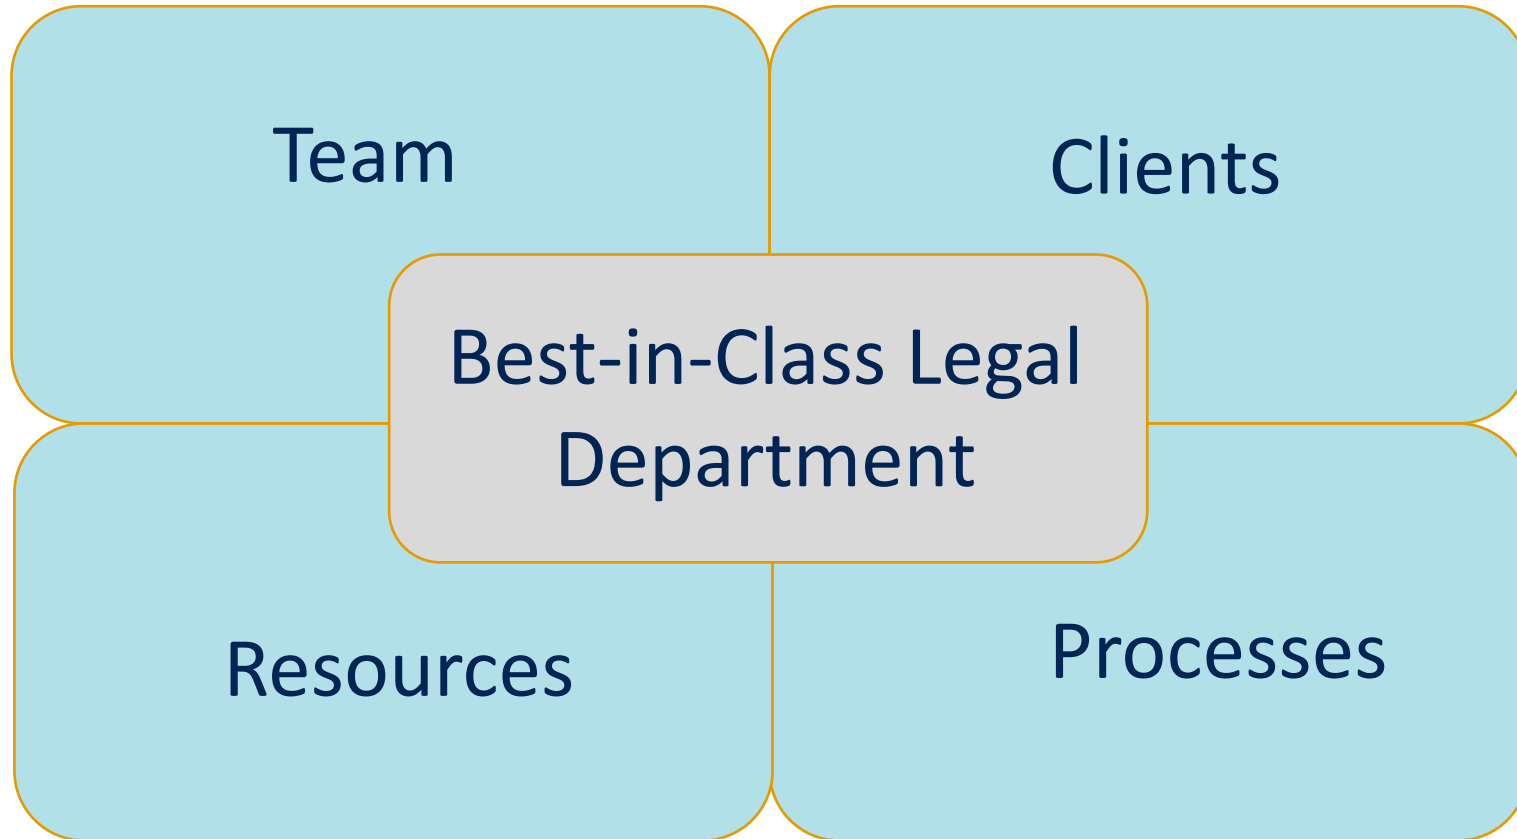 Team
Clients
Best-in-Class Legal
Department
Resources
Processes